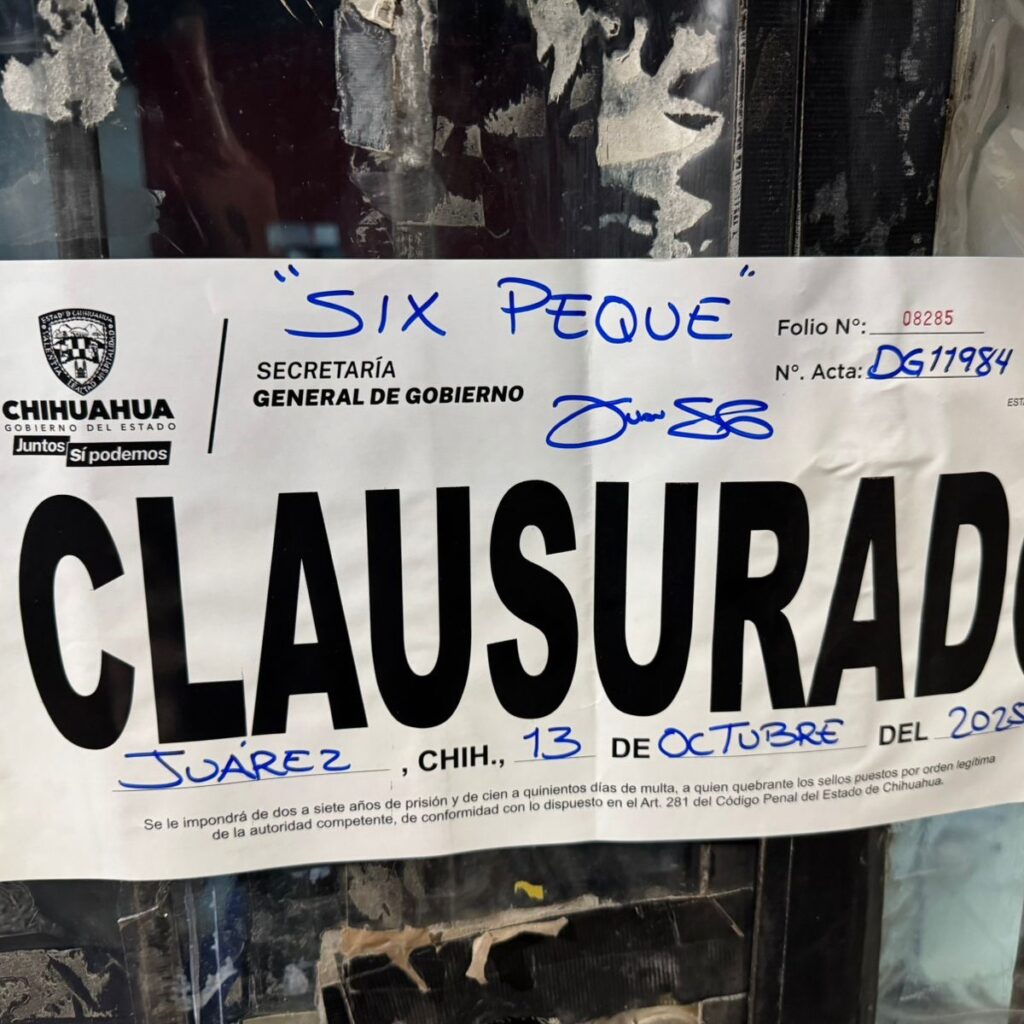 "SIX PEQUE"
CHIHUAHUA
GOBIERNO DEL ESTADO
Juntos Sí podemos
SECRETARÍA
GENERAL DE GOBIERNO
Folio N°: 08285
N°. Acta: DG11984
CLAUSURADO
JUÁREZ, CHIH., 13 DE OCTUBRE DEL 2025
Se le impondrá de dos a siete años de prisión y de cien a quinientos días de multa, a quien quebrante los sellos puestos por orden legítima
de la autoridad competente, de conformidad con lo dispuesto en el Art. 281 del Código Penal del Estado de Chihuahua.